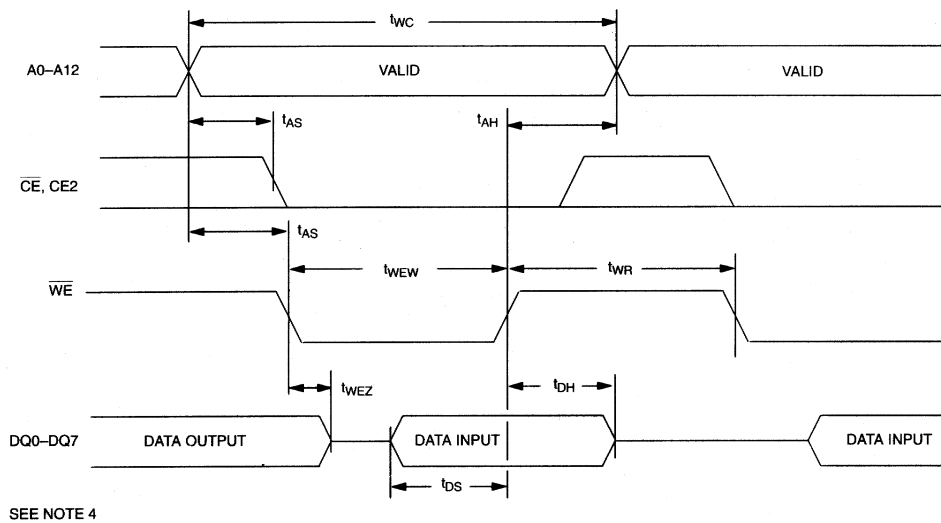 tWC
A0–A12 VALID VALID
tAS tAH
CE, CE2
tAS
tWEW tWR
WE
tWEZ tDH
DQ0–DQ7 DATA OUTPUT DATA INPUT DATA INPUT
tDS
SEE NOTE 4